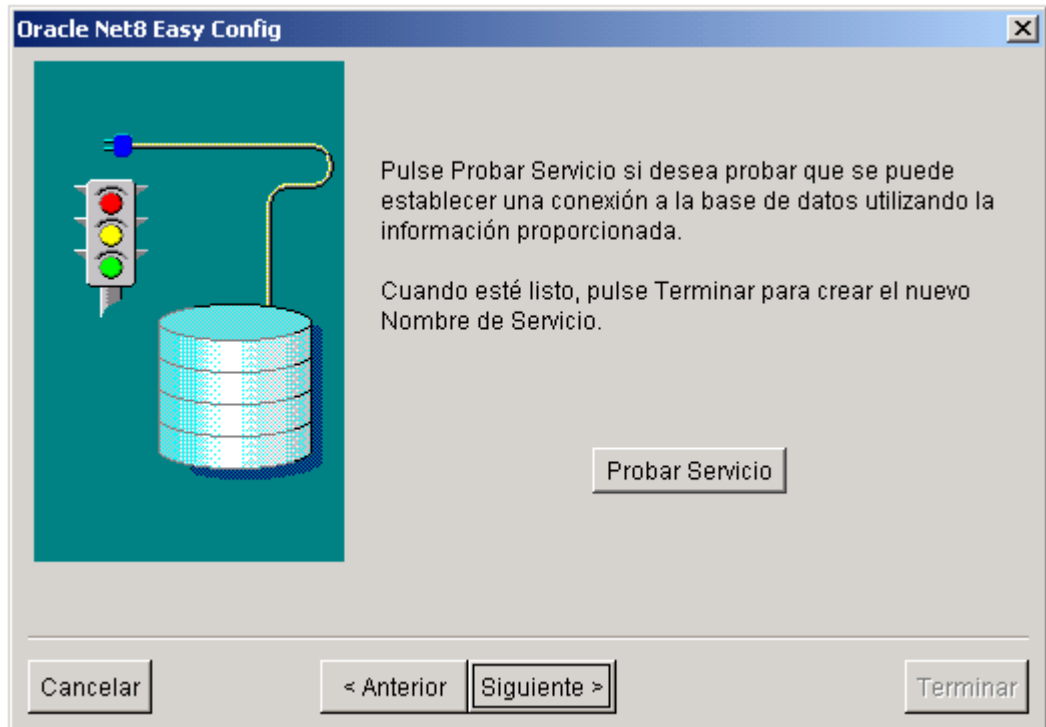 Oracle Net8 Easy Config
Pulse Probar Servicio si desea probar que se puede
establecer una conexión a la base de datos utilizando la
información proporcionada.
Cuando esté listo, pulse Terminar para crear el nuevo
Nombre de Servicio.
Probar Servicio
Cancelar
< Anterior
Siguiente >
Terminar